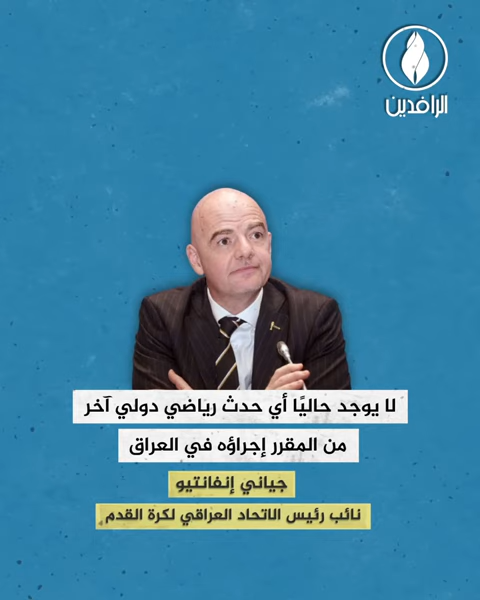 الرافدين
لا يوجد حاليًا أي حدث رياضي دولي آخر
من المقرر إجراؤه في العراق
جياني إنفانتيو
نائب رئيس الاتحاد العراقي لكرة القدم